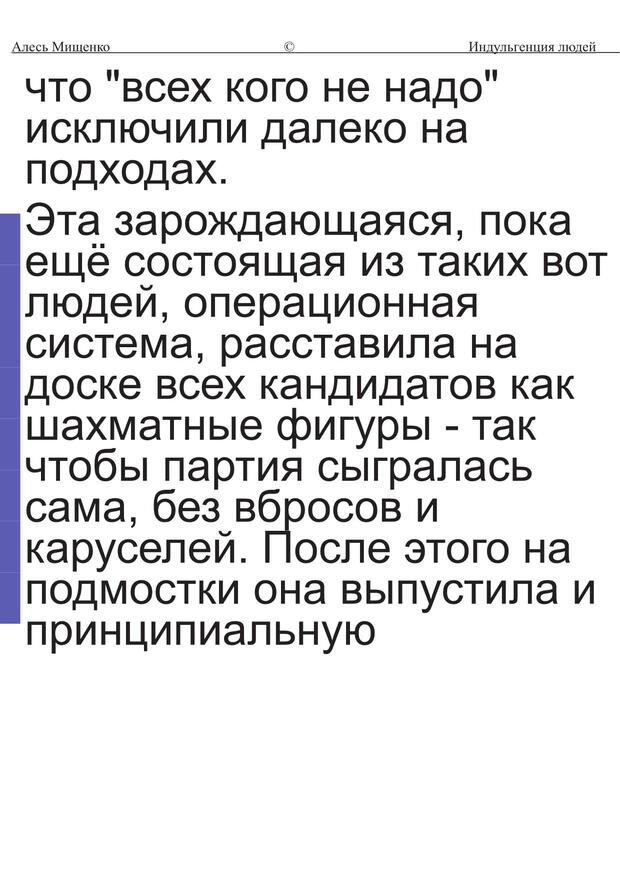 Алесь Мищенко © Индульгенция людей
что "всех кого не надо"
исключили далеко на
подходах.
Эта зарождающаяся, пока
ещё состоящая из таких вот
людей, операционная
система, расставила на
доске всех кандидатов как
шахматные фигуры - так
чтобы партия сыгралась
сама, без вбросов и
каруселей. После этого на
подмостки она выпустила и
принципиальную